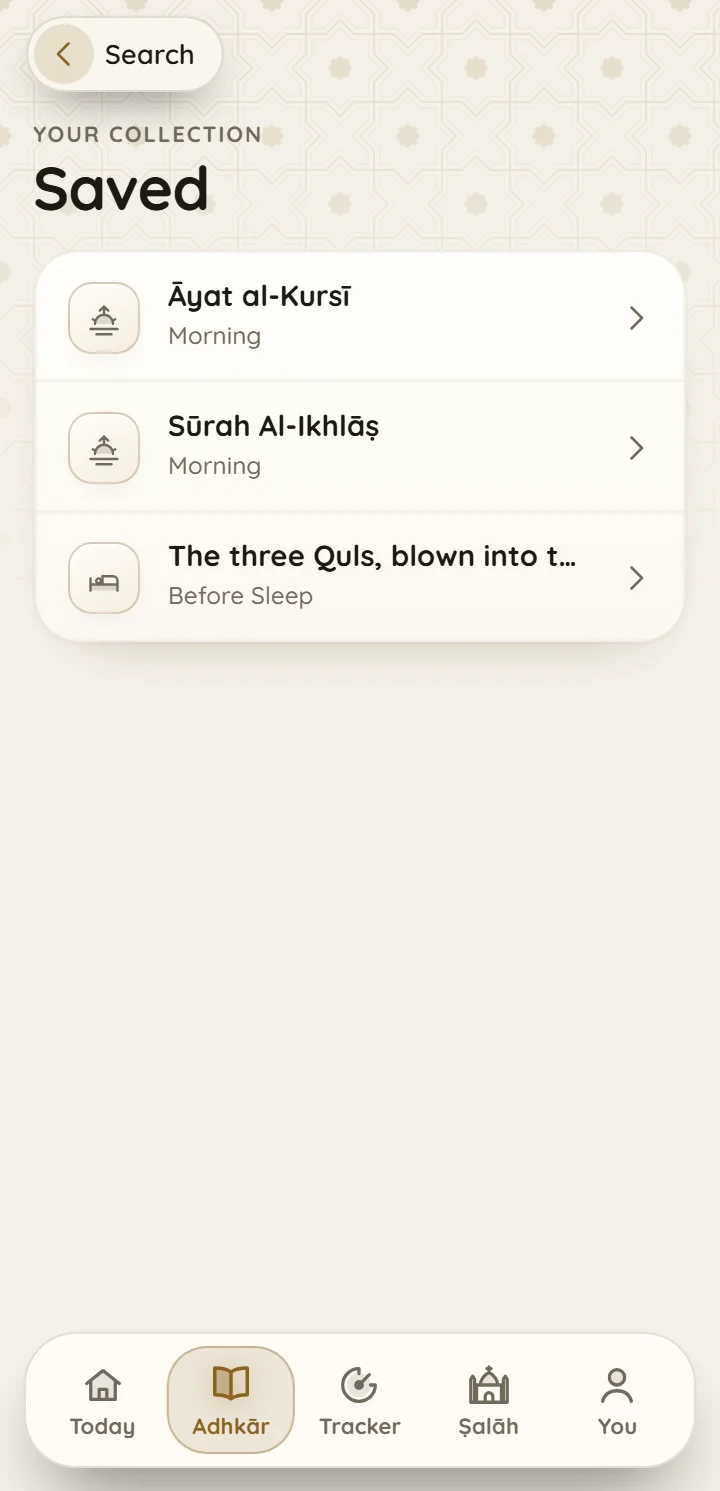 Search
YOUR COLLECTION
Saved
Āyat al-Kursī
Morning
Sūrah Al-Ikhlāṣ
Morning
The three Quls, blown into t...
Before Sleep
Today
Adhkār
Tracker
Ṣalāh
You